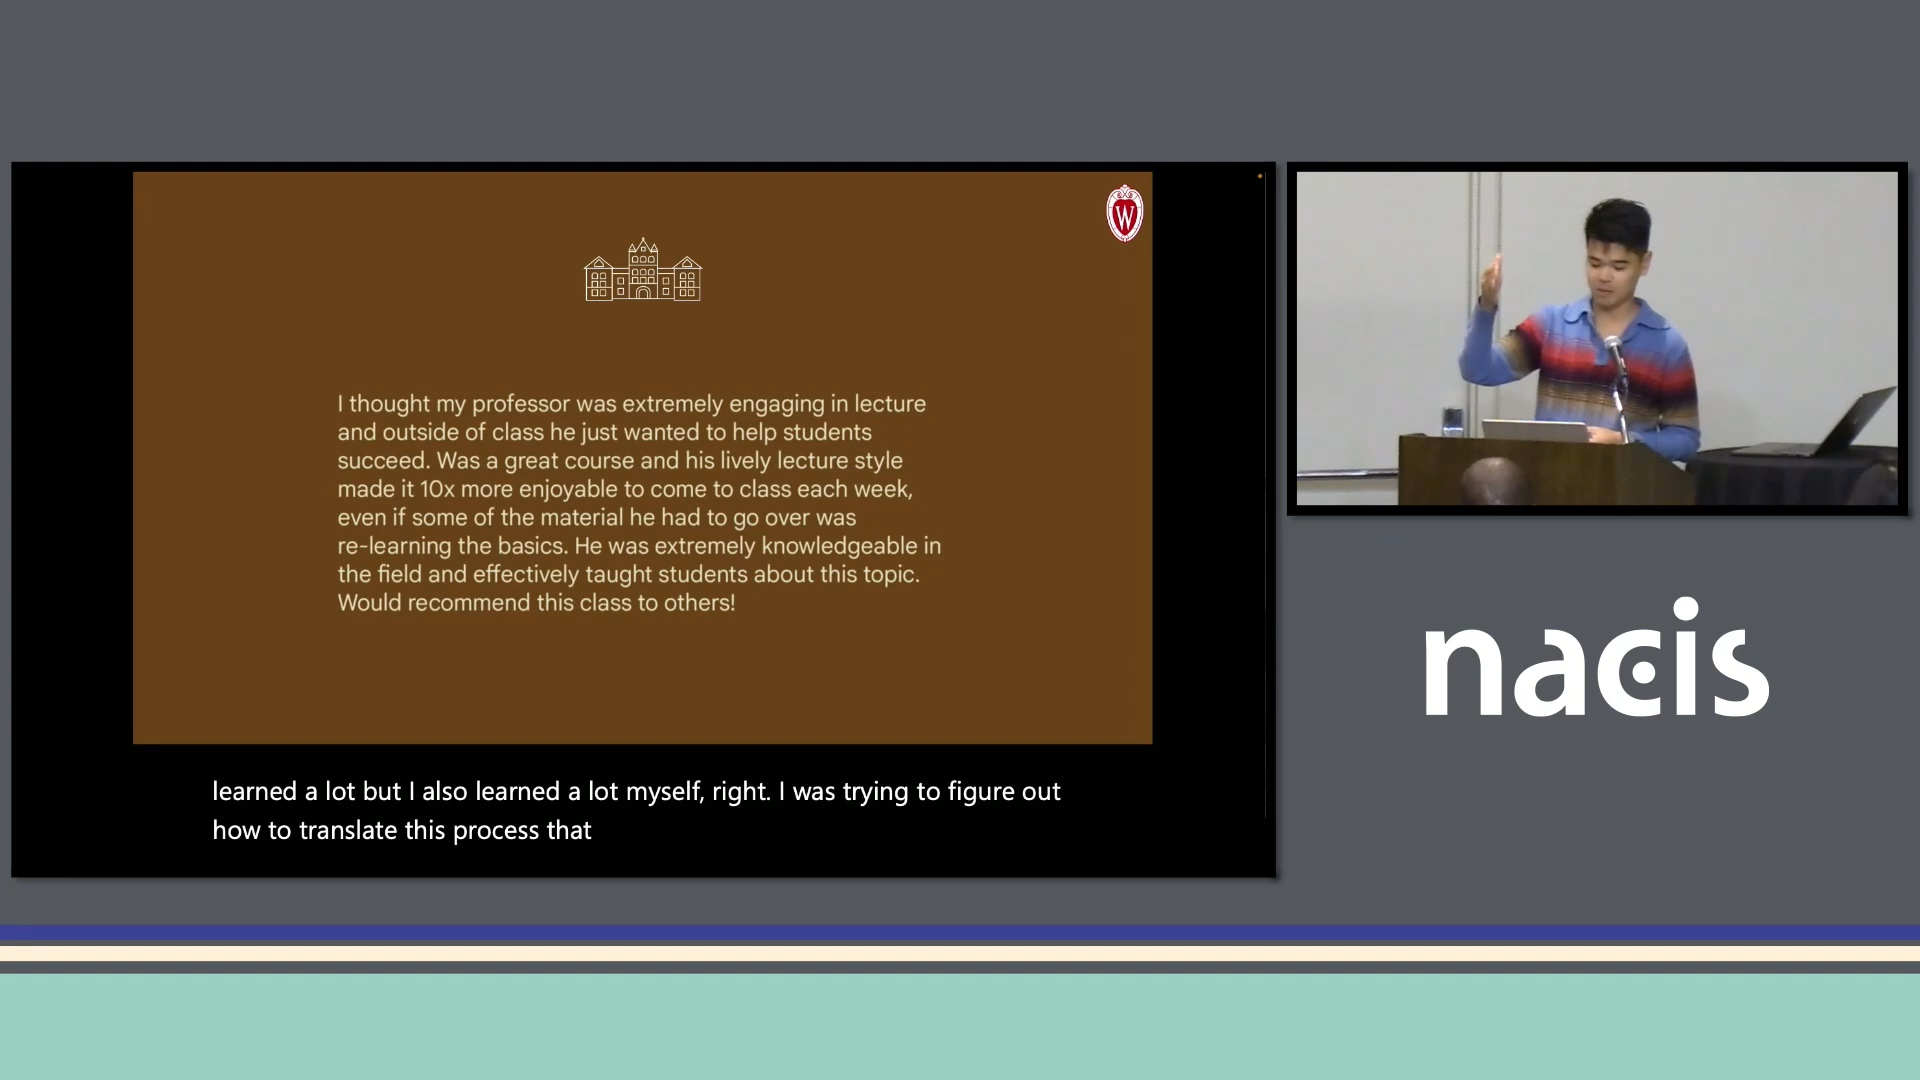 W
I thought my professor was extremely engaging in lecture
and outside of class he just wanted to help students
succeed. Was a great course and his lively lecture style
made it 10x more enjoyable to come to class each week,
even if some of the material he had to go over was
re-learning the basics. He was extremely knowledgeable in
the field and effectively taught students about this topic.
Would recommend this class to others!
learned a lot but I also learned a lot myself, right. I was trying to figure out
how to translate this process that
nacis